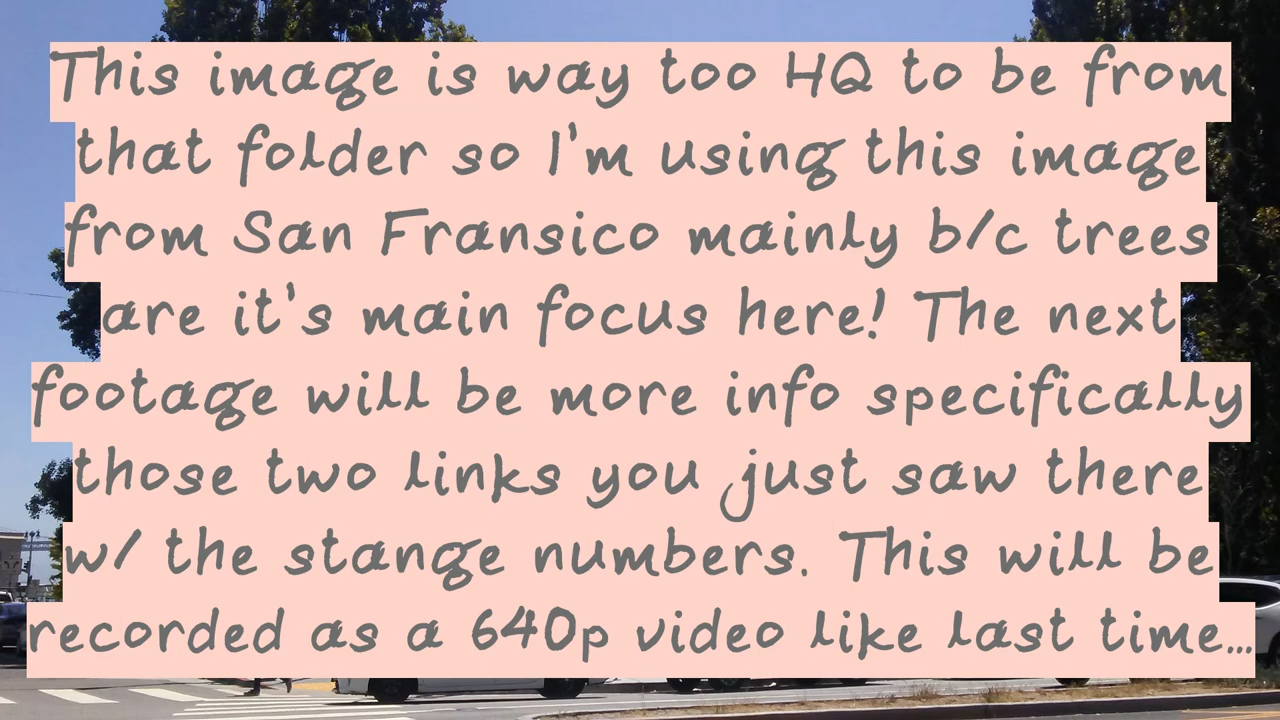 This image is way too HQ to be from
that folder so I'm using this image
from San Fransico mainly b/c trees
are it's main focus here! The next
footage will be more info specifically
those two links you just saw there
w/ the stange numbers. This will be
recorded as a 640p video like last time...